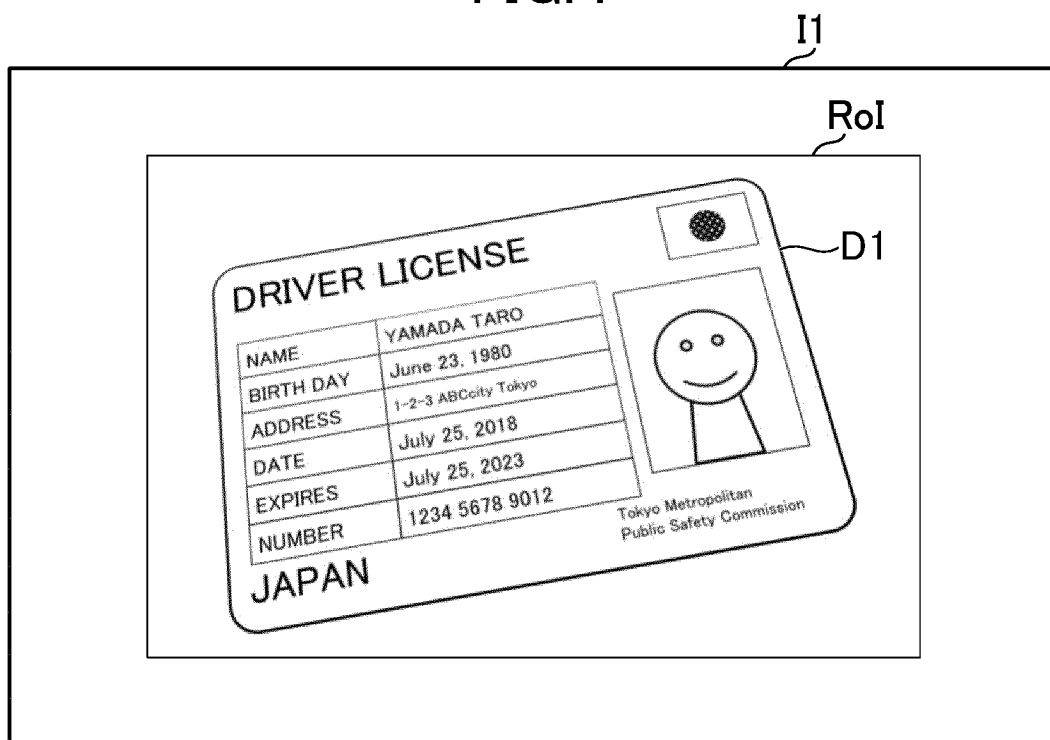 I1
RoI
D1
DRIVER LICENSE
NAME YAMADA TARO
BIRTH DAY June 23, 1980
ADDRESS 1-2-3 ABCcity Tokyo
DATE July 25, 2018
EXPIRES July 25, 2023
NUMBER 1234 5678 9012
JAPAN
Tokyo Metropolitan
Public Safety Commission